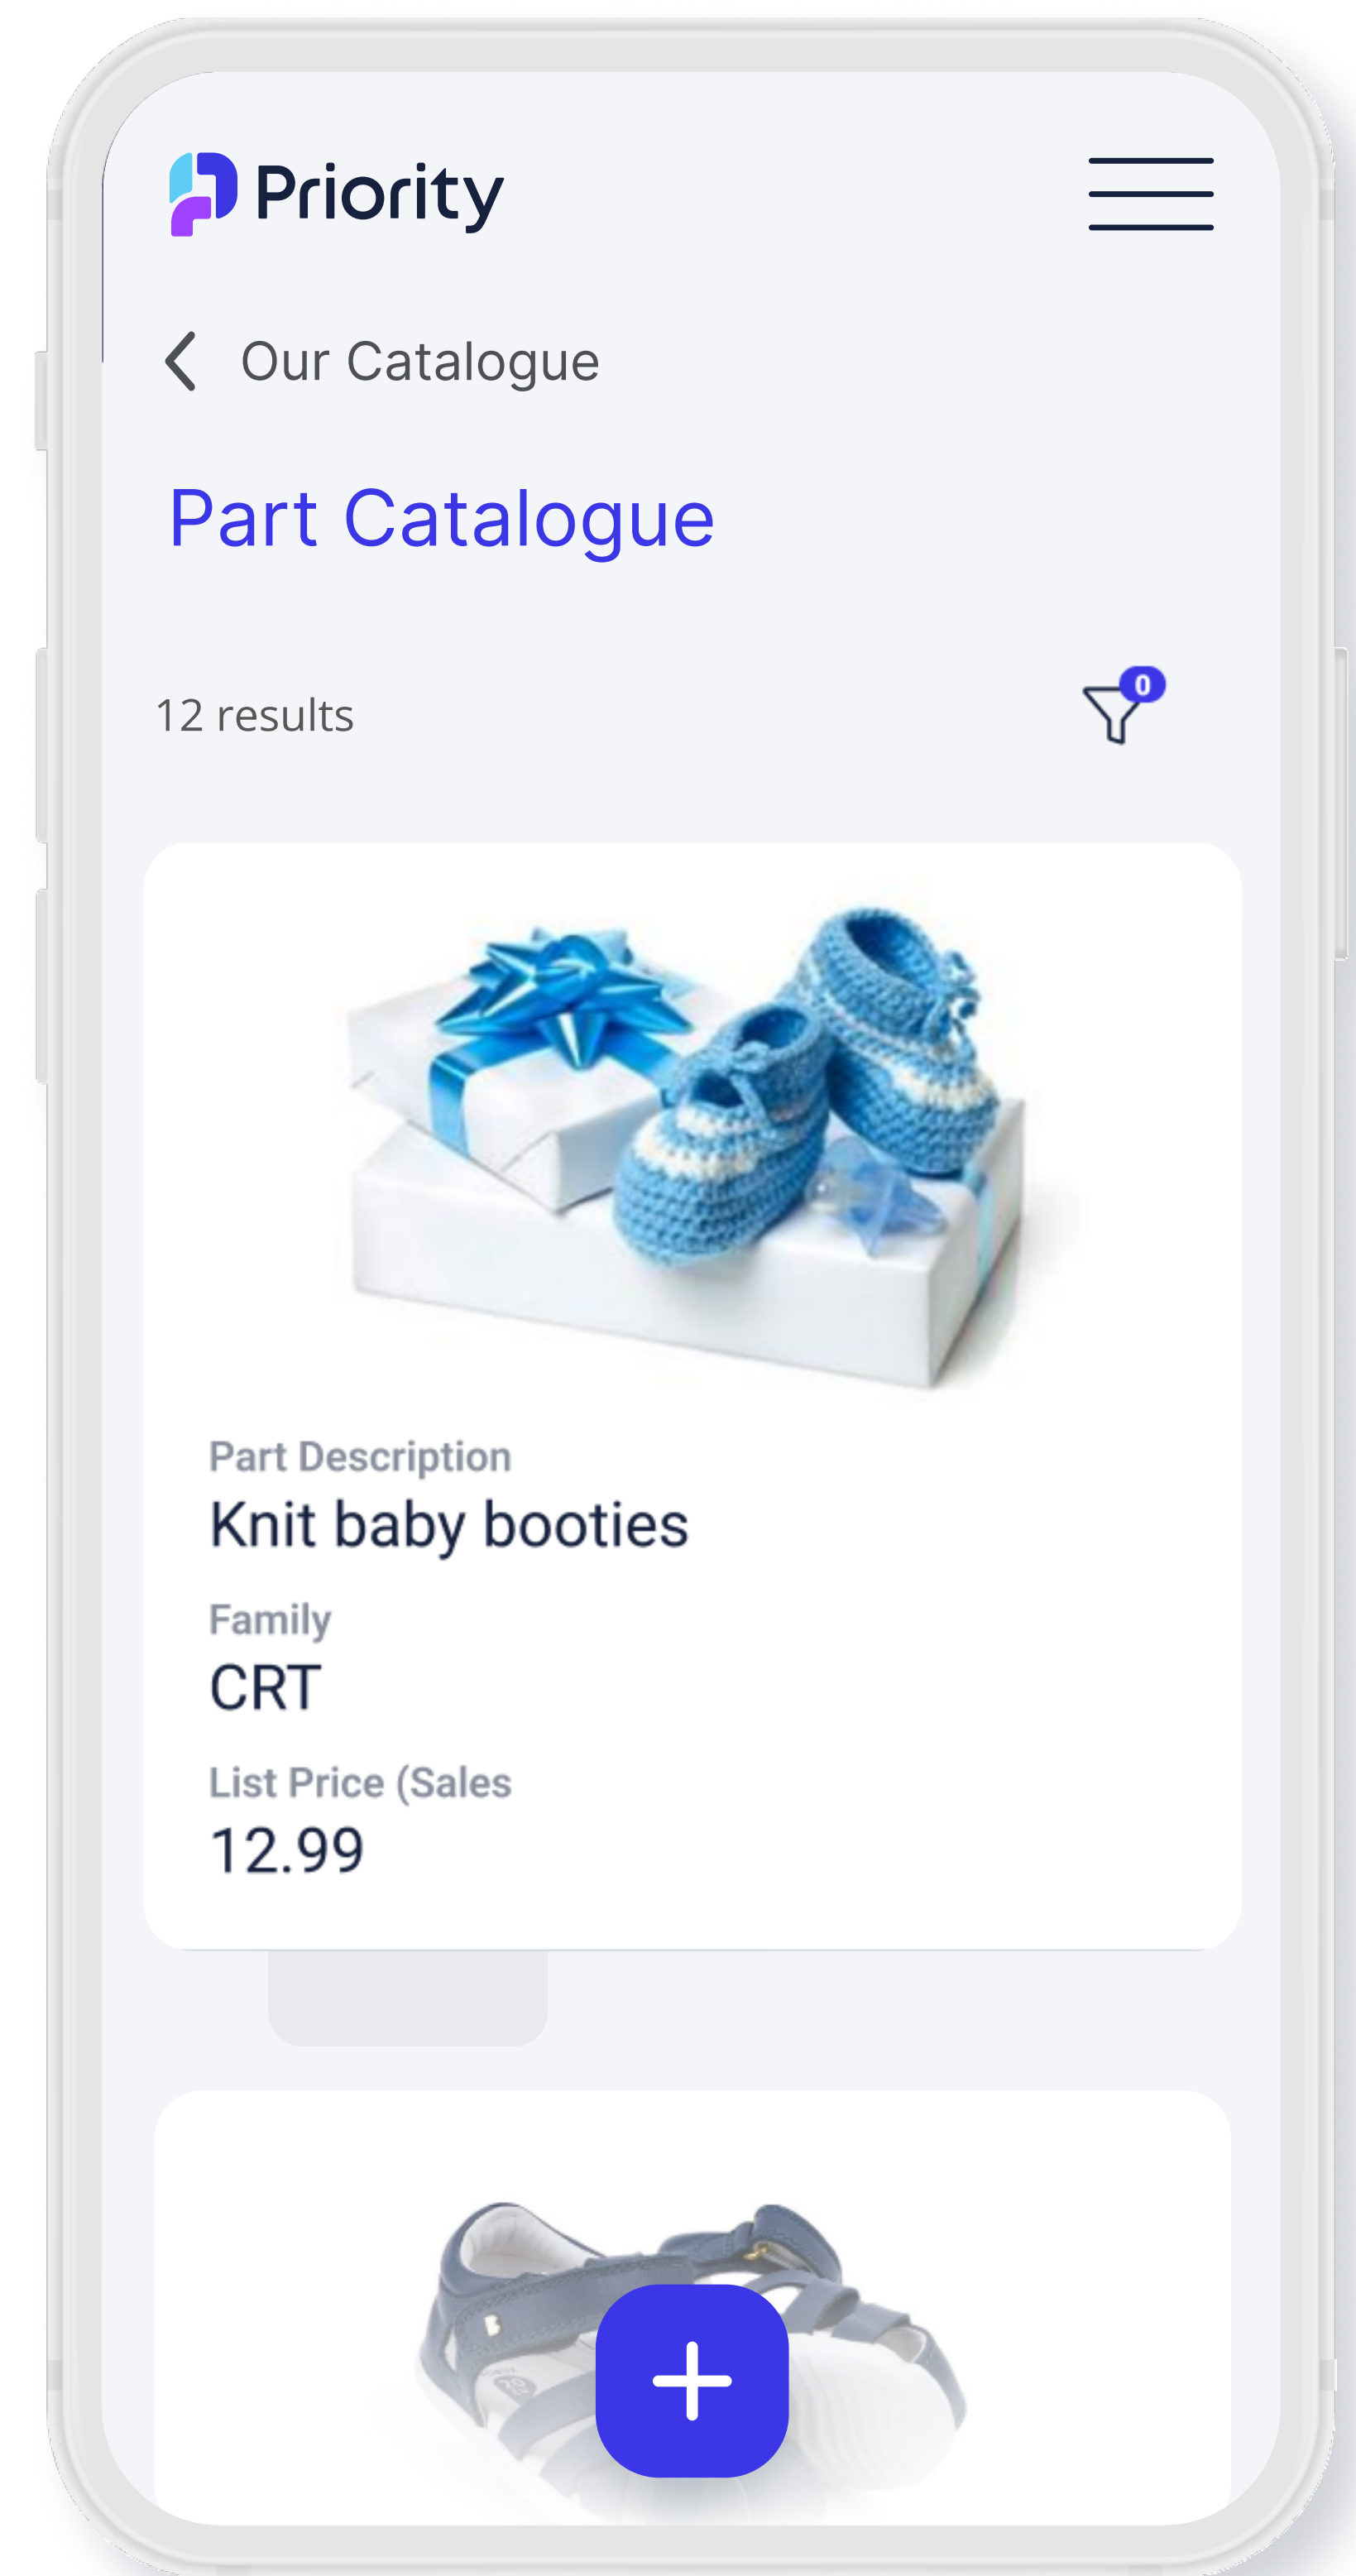 Priority
Our Catalogue
Part Catalogue
0
12 results
Part Description
Knit baby booties
Family
CRT
List Price (Sales
12.99
B